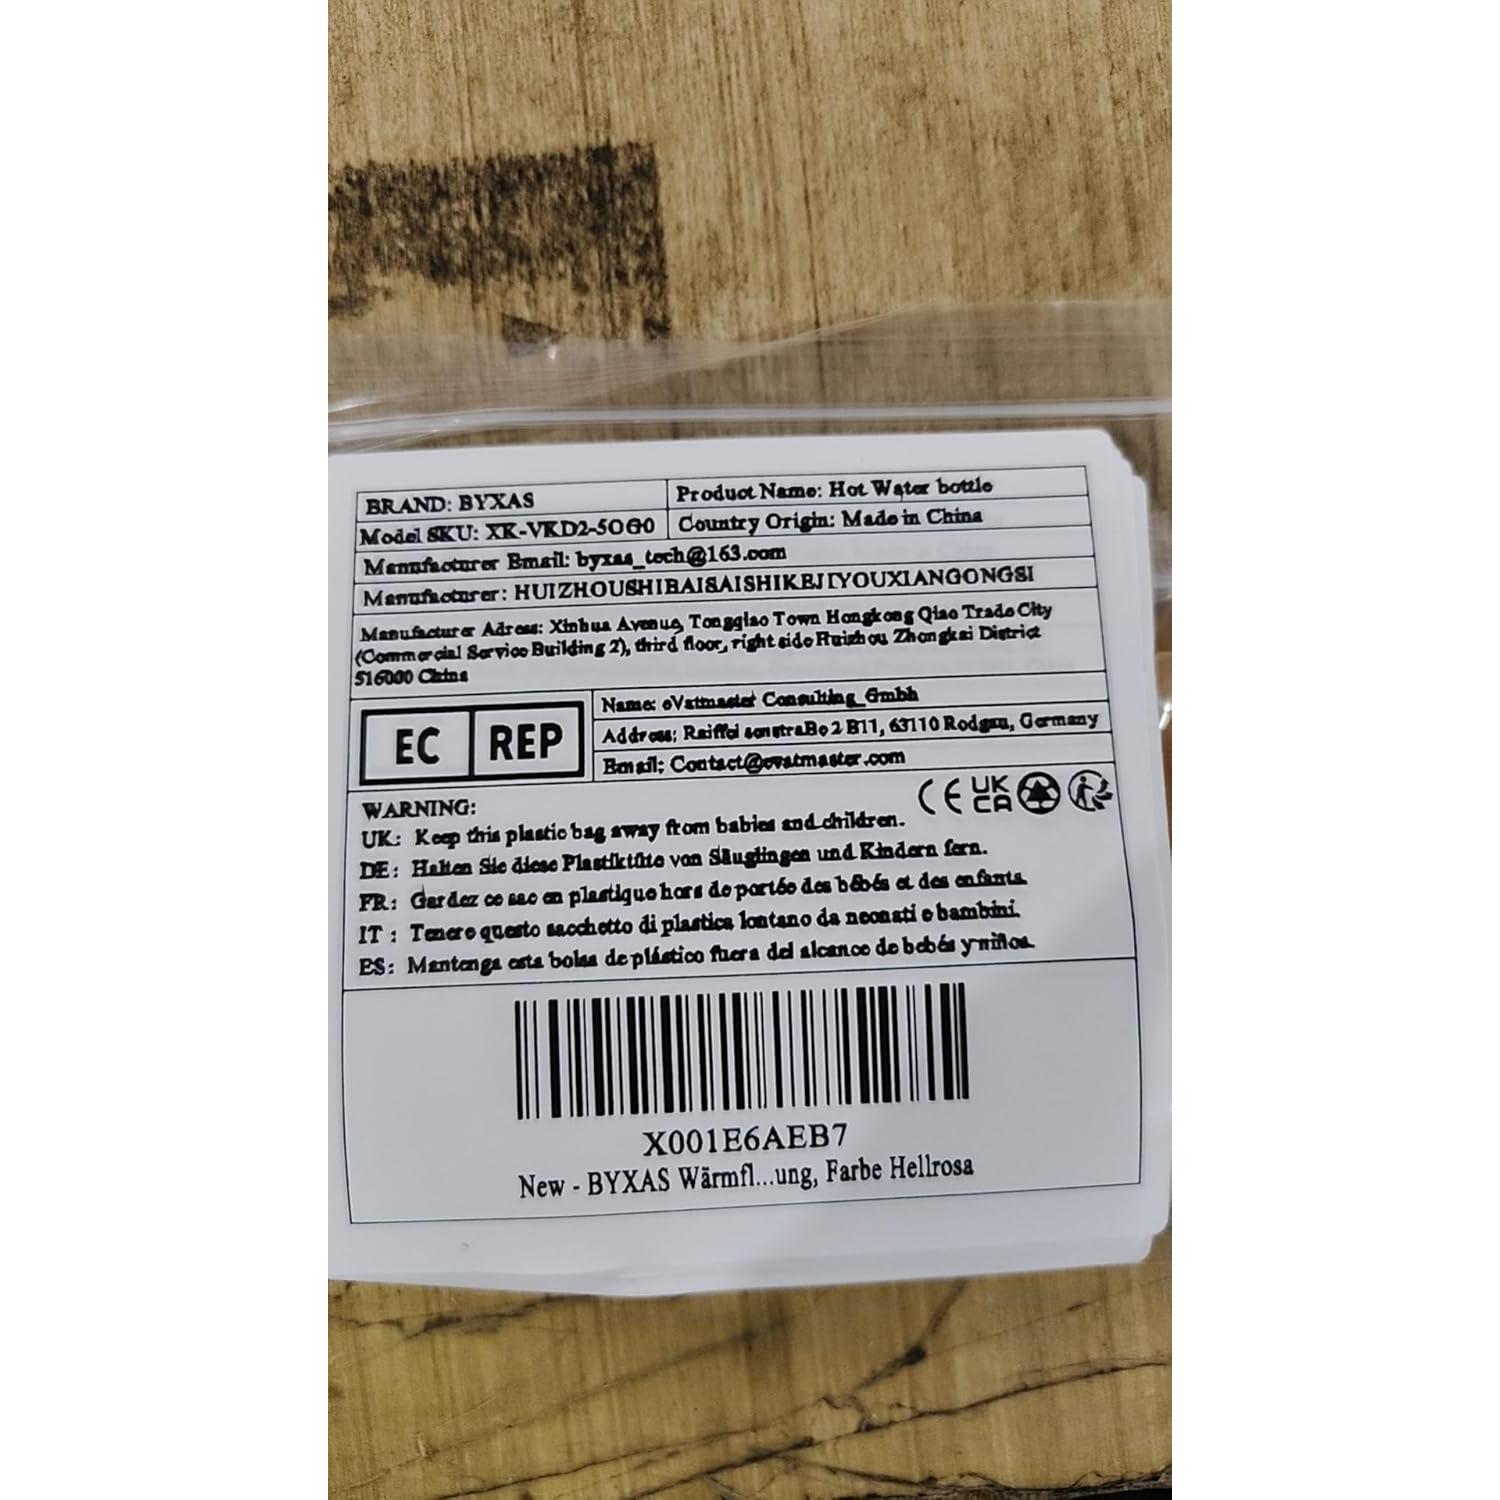 BRAND: BYXAS
Product Name: Hot Water bottle
Model SKU: XK-VKD2-5OG0
Country Origin: Made in China
Manufacturer Email: byxas_tech@163.com
Manufacturer: HUIZHOUSHIBAISAISHIKEJIYOUXIANGONGSI
Manufacturer Adress: Xinhua Avenue, Tongqiao Town Hongkong Qiao Trade City
(Commercial Service Building 2), third floor, right side Huizhou Zhongkai District
516000 China
EC REP
Name: eVatmaster Consulting Gmbh
Address: RaiffeisenstraBe 2 B11, 63110 Rodgau, Germany
Email: Contact@evatmaster.com
CE UK CA
WARNING:
UK: Keep this plastic bag away from babies and children.
DE: Halten Sie diese Plastiktüte von Säuglingen und Kindern fern.
FR: Gardez ce sac en plastique hors de portée des bébés et des enfants.
IT: Tenere questo sacchetto di plastica lontano da neonati e bambini.
ES: Mantenga esta bolsa de plástico fuera del alcance de bebés y niños.
X001E6AEB7
New - BYXAS Wärmfl...ung, Farbe Hellrosa